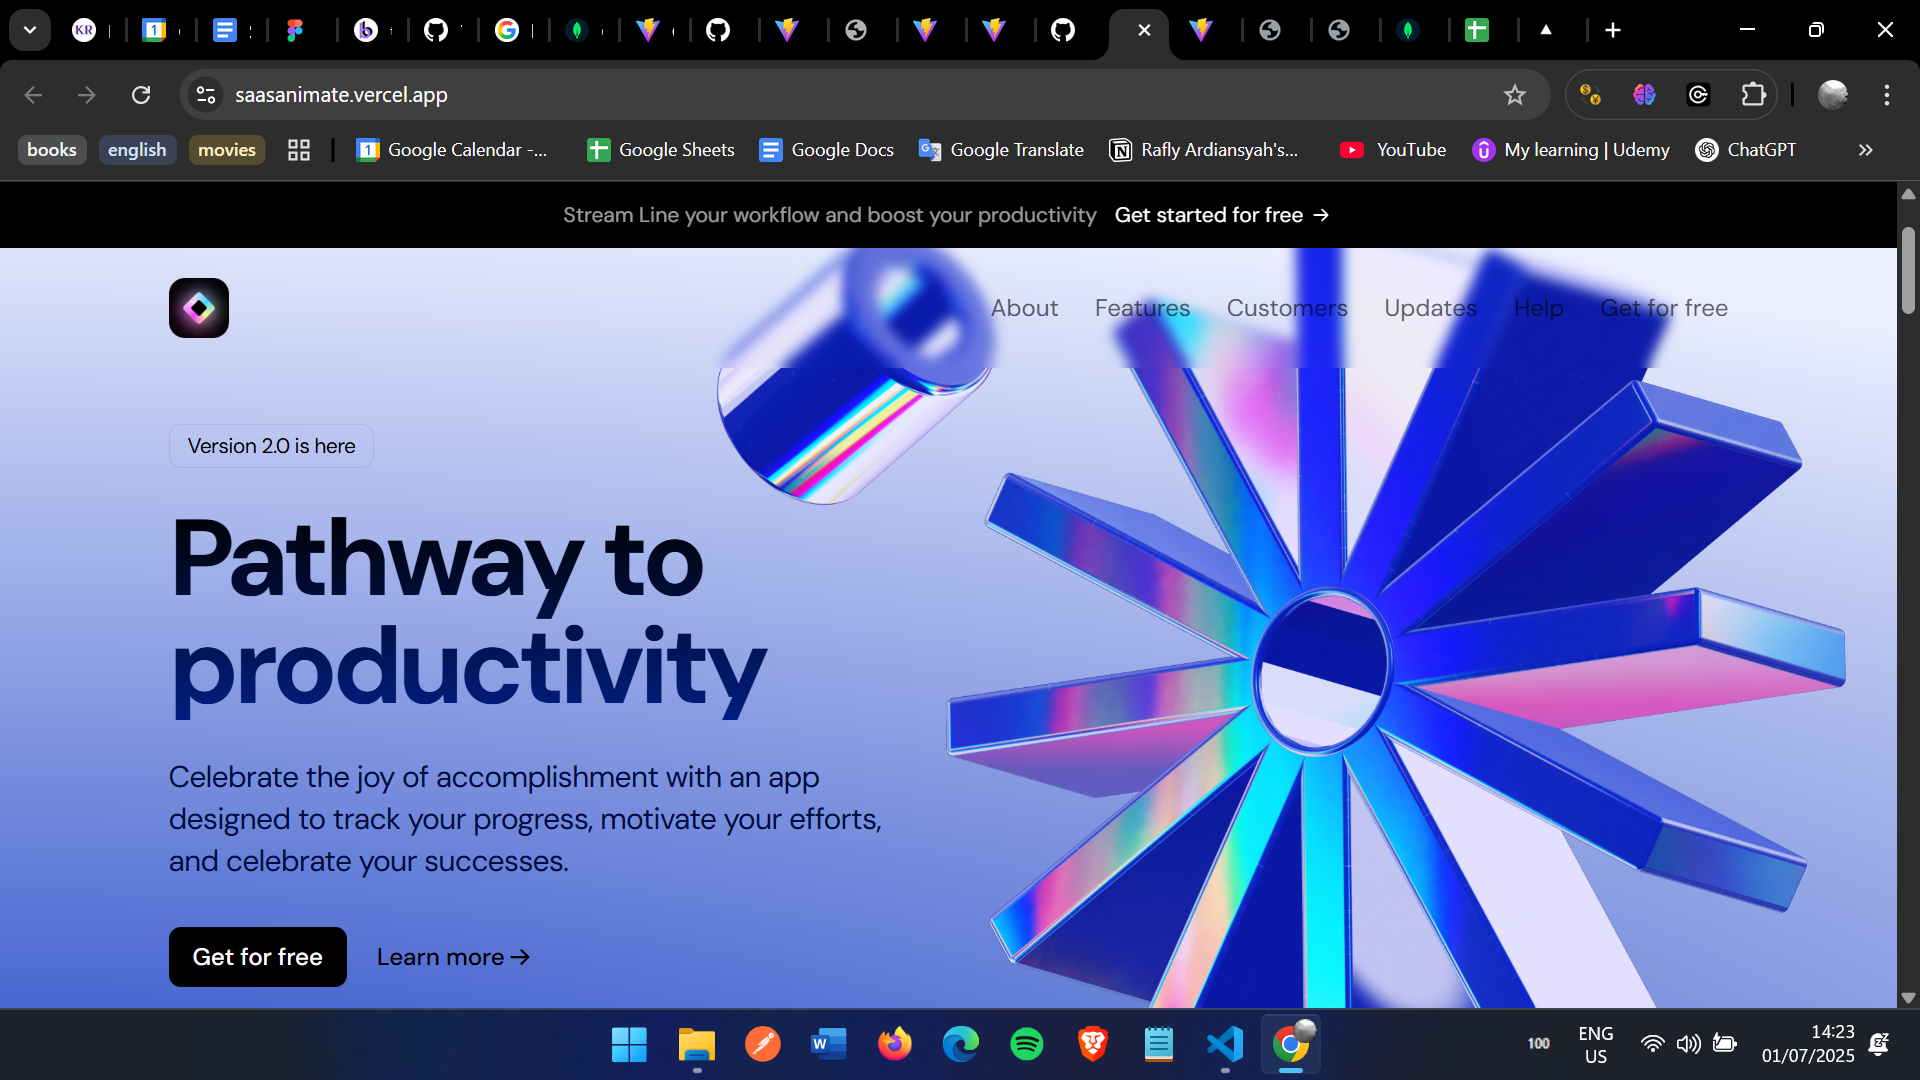 KR
1
saasanimate.vercel.app
books
english
movies
1
Google Calendar -...
Google Sheets
Google Docs
Google Translate
Rafly Ardiansyah's...
YouTube
My learning | Udemy
ChatGPT
Stream Line your workflow and boost your productivity Get started for free →
About
Features
Customers
Updates
Help
Get for free
Version 2.0 is here
Pathway to
productivity
Celebrate the joy of accomplishment with an app
designed to track your progress, motivate your efforts,
and celebrate your successes.
Get for free
Learn more →
W
100
ENG
US
14:23
01/07/2025